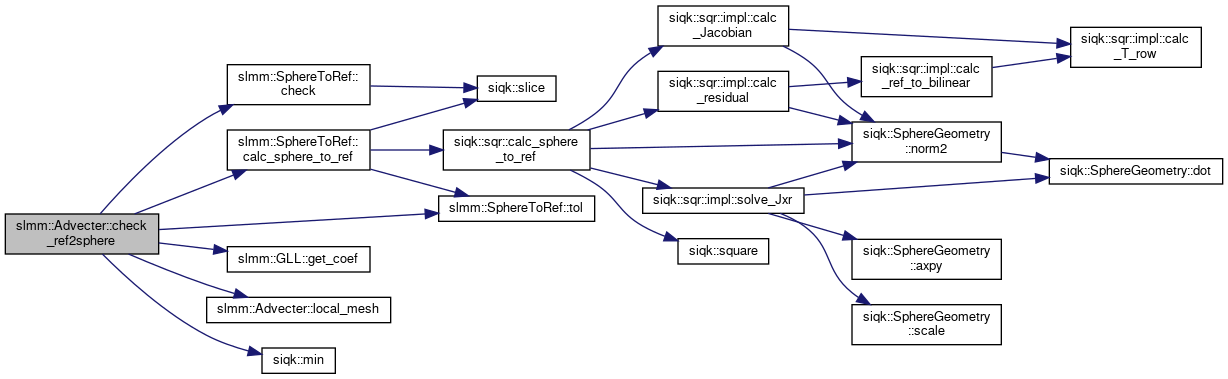 slmm::Advecter::check
_ref2sphere
slmm::SphereToRef::
check
slmm::SphereToRef::
calc_sphere_to_ref
slmm::GLL::get_coef
slmm::Advecter::local_mesh
siqk::min
siqk::slice
siqk::sqr::calc_sphere
_to_ref
slmm::SphereToRef::tol
siqk::sqr::impl::calc
_Jacobian
siqk::sqr::impl::calc
_residual
siqk::sqr::impl::solve_Jxr
siqk::square
siqk::sqr::impl::calc
_ref_to_bilinear
siqk::SphereGeometry
::norm2
siqk::SphereGeometry
::axpy
siqk::SphereGeometry
::scale
siqk::sqr::impl::calc
_T_row
siqk::SphereGeometry::dot